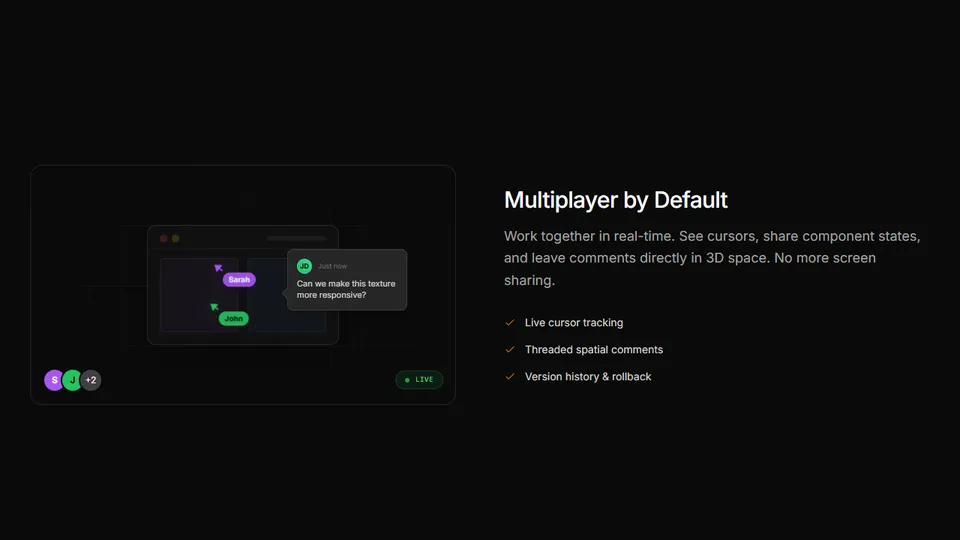 Multiplayer by Default
Work together in real-time. See cursors, share component states,
and leave comments directly in 3D space. No more screen
sharing.
Live cursor tracking
Threaded spatial comments
Version history & rollback
JD
Just now
Can we make this texture
more responsive?
Sarah
John
S
J
+2
LIVE